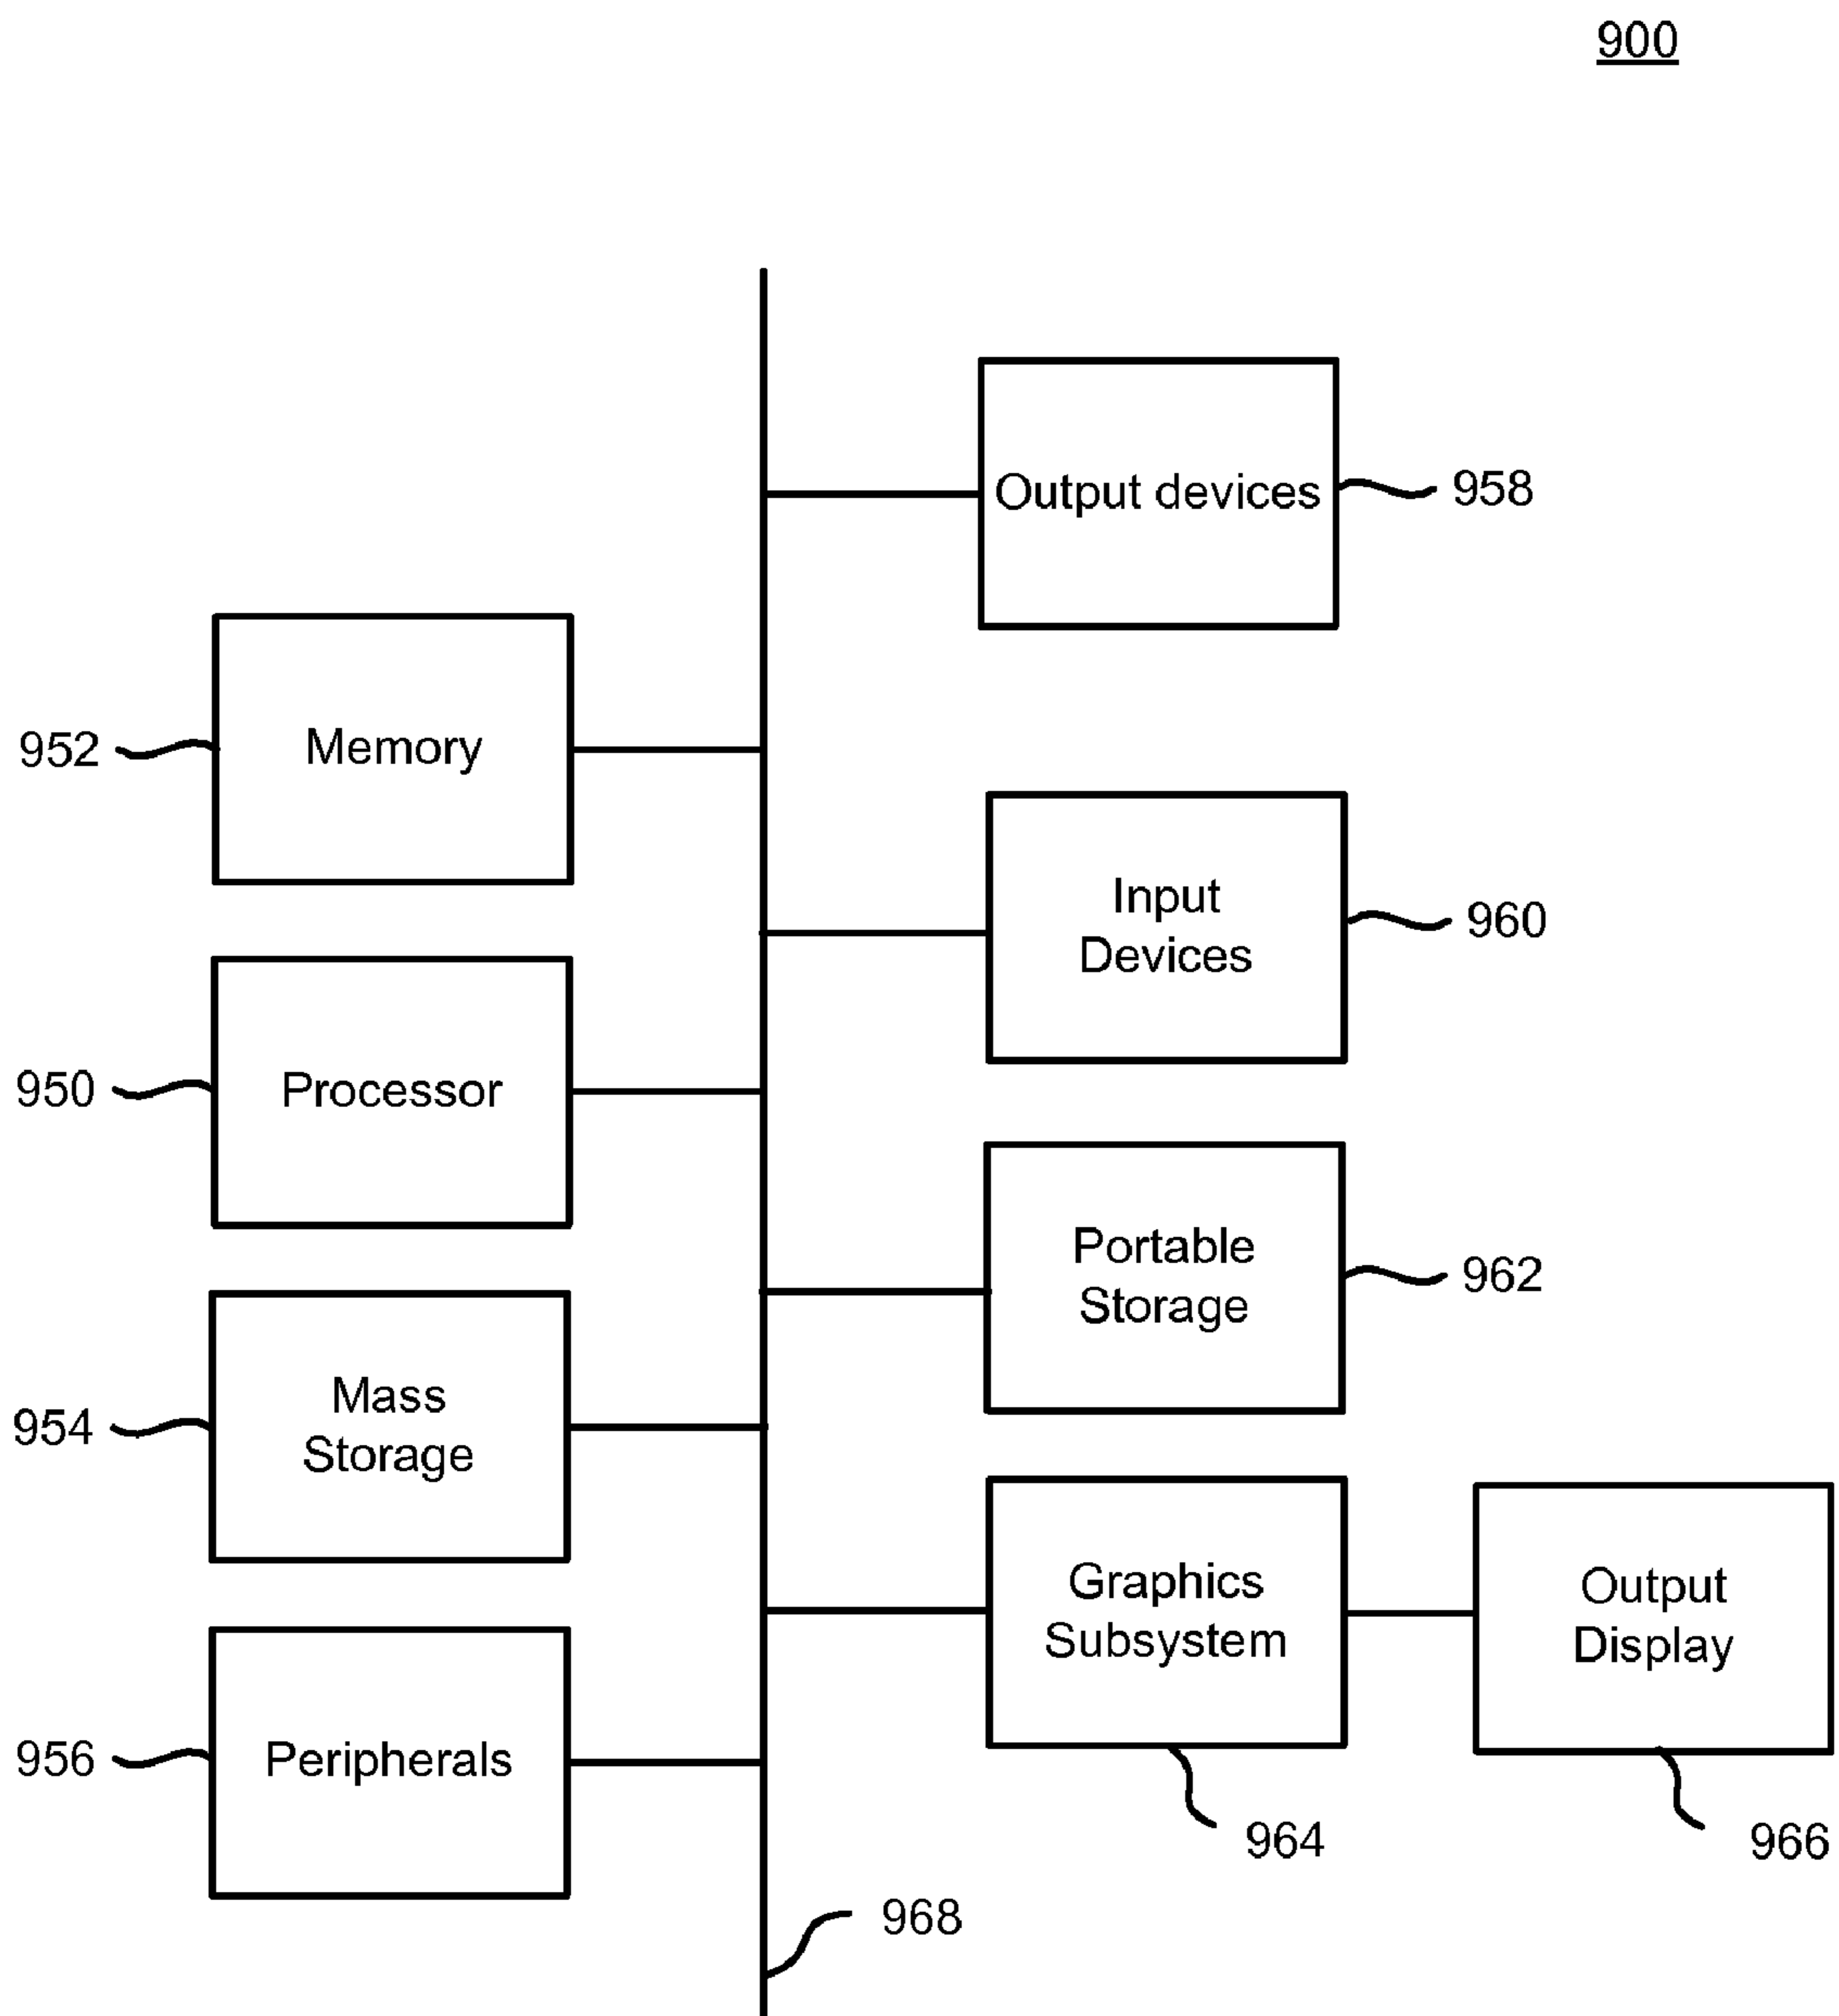 900
Output devices
958
952
Memory
Input
Devices
960
950
Processor
Portable
Storage
962
954
Mass
Storage
Graphics
Subsystem
Output
Display
956
Peripherals
964
966
968